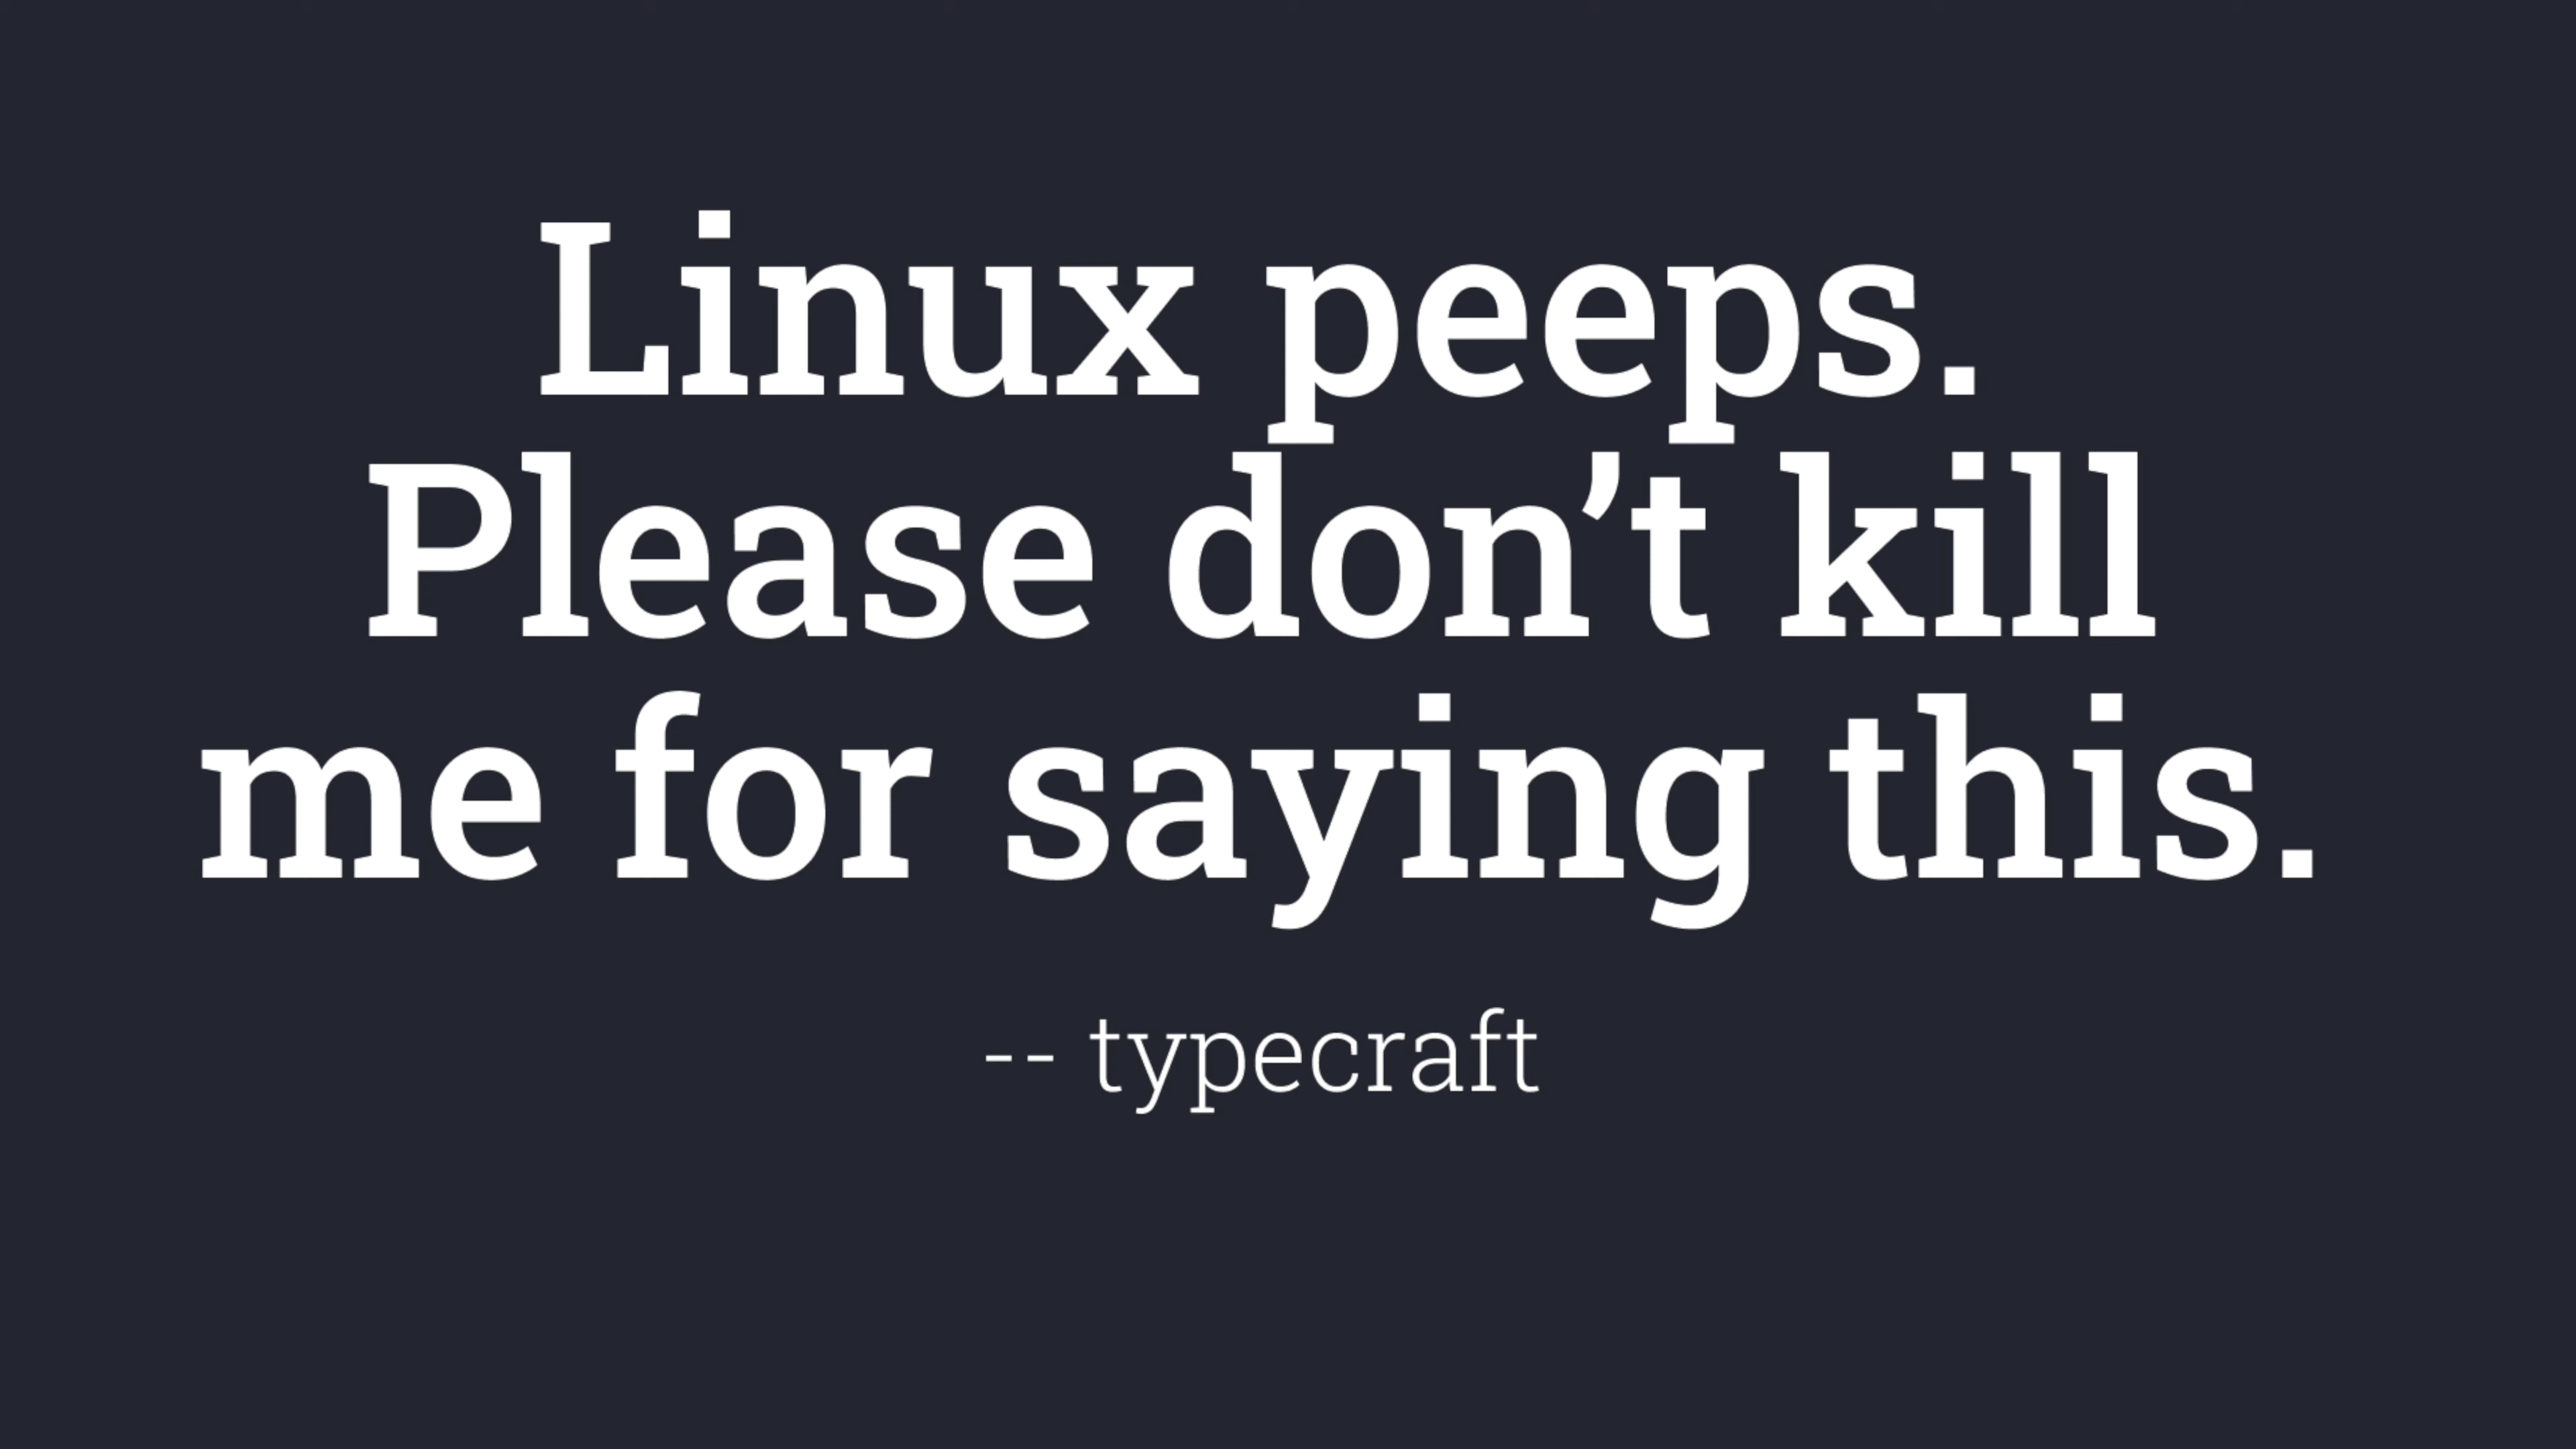 Linux peeps.
Please don’t kill
me for saying this.
-- typecraft